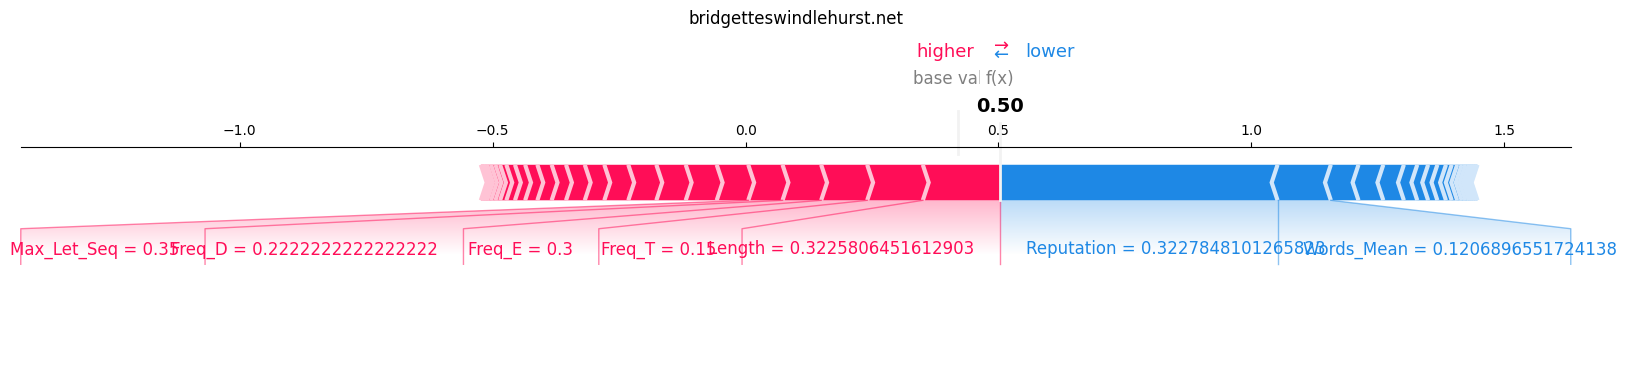 bridgetteswindlehurst.net
higher ⇄ lower
base val f(x)
0.50
−1.0 −0.5 0.0 0.5 1.0 1.5
Max_Let_Seq = 0.35 Freq_D = 0.2222222222222222 Freq_E = 0.3 Freq_T = 0.15 Length = 0.3225806451612903 Reputation = 0.3227848101265823 Words_Mean = 0.1206896551724138